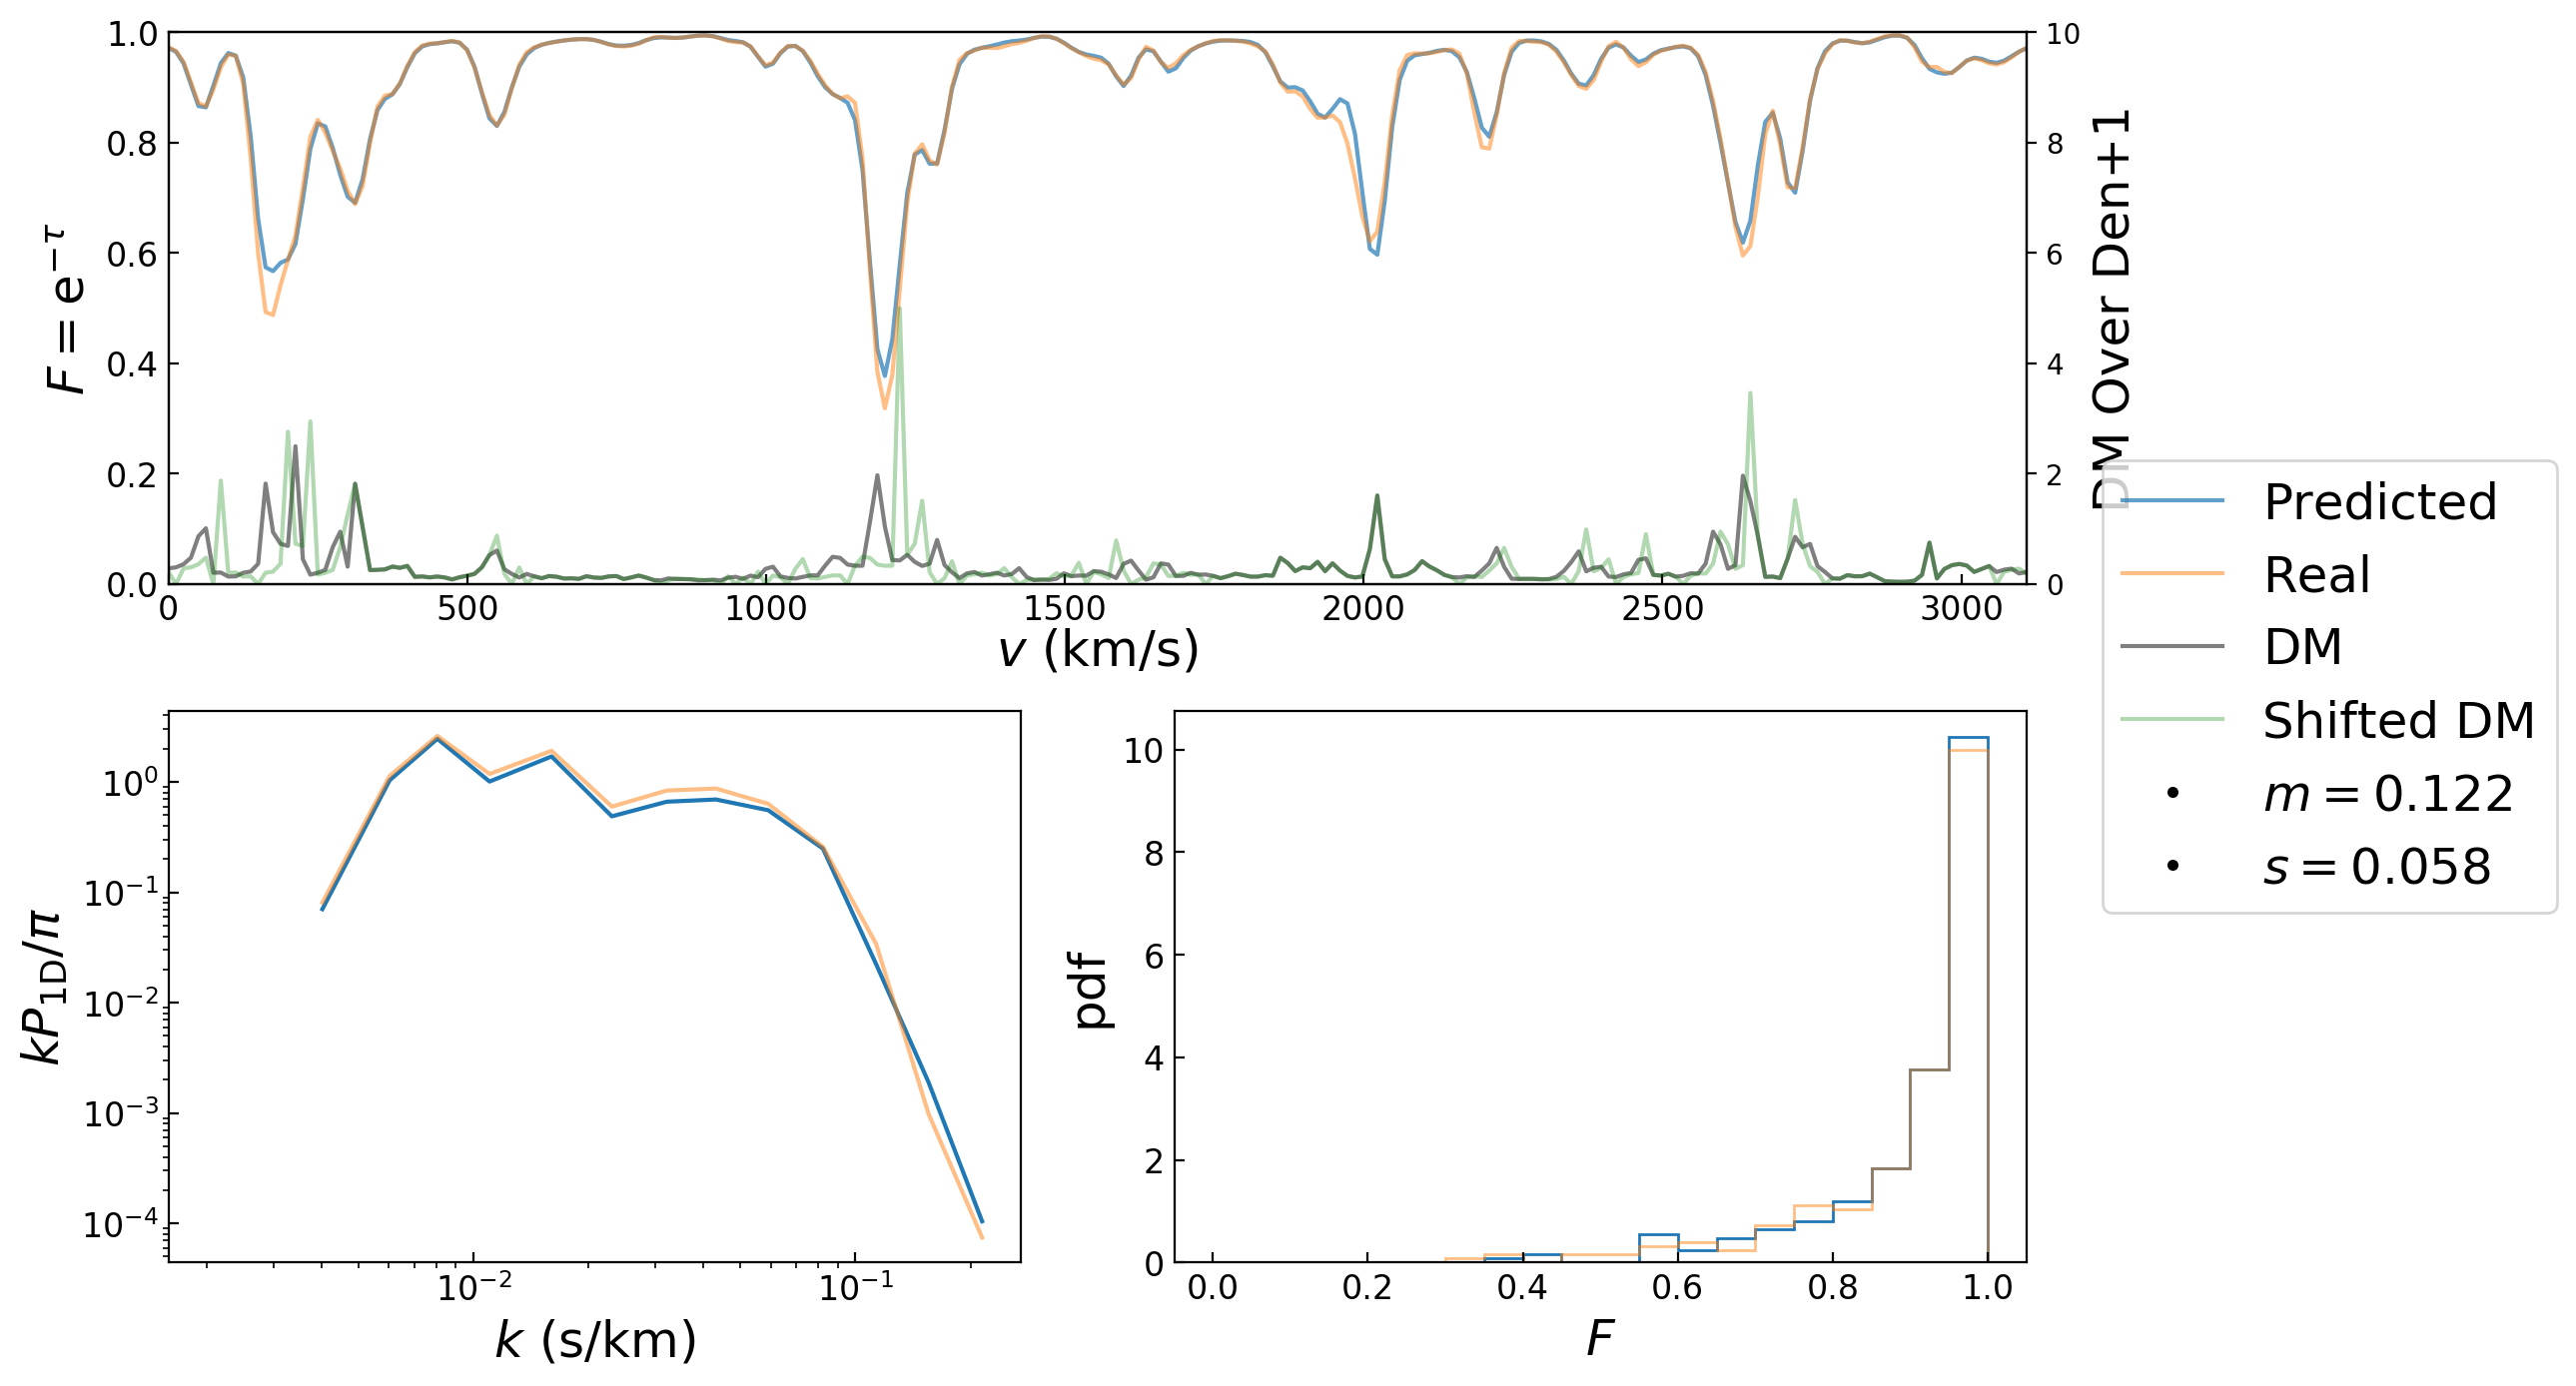 1.0
0.8
0.6
0.4
0.2
0.0
F = e^{-τ}
10
8
6
4
2
0
DM Over Den+1
0 500 1000 1500 2000 2500 3000
v (km/s)
Predicted
Real
DM
Shifted DM
m = 0.122
s = 0.058
10^0
10^{-1}
10^{-2}
10^{-3}
10^{-4}
kP_{1D}/π
10^{-2} 10^{-1}
k (s/km)
10
8
6
4
2
0
pdf
0.0 0.2 0.4 0.6 0.8 1.0
F